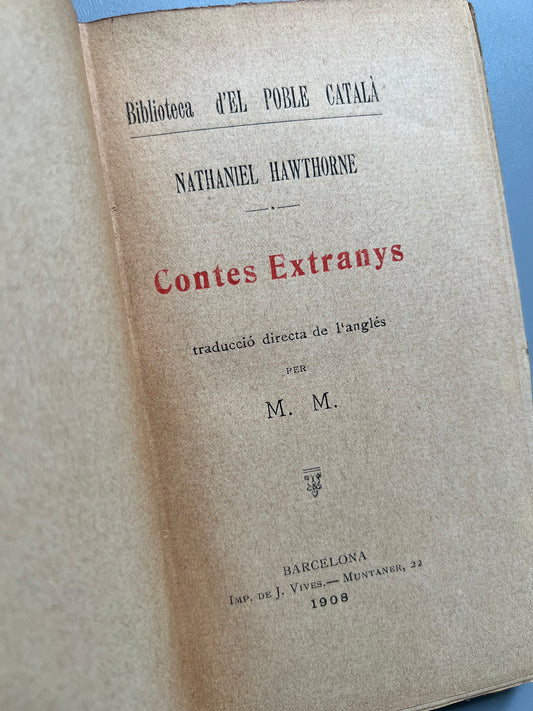 Biblioteca d'EL POBLE CATALÀ
NATHANIEL HAWTHORNE
Contes Extranys
traducció directa de l'anglés
PER
M. M.
BARCELONA
IMP. DE J. VIVES.—MUNTANER, 22
1908